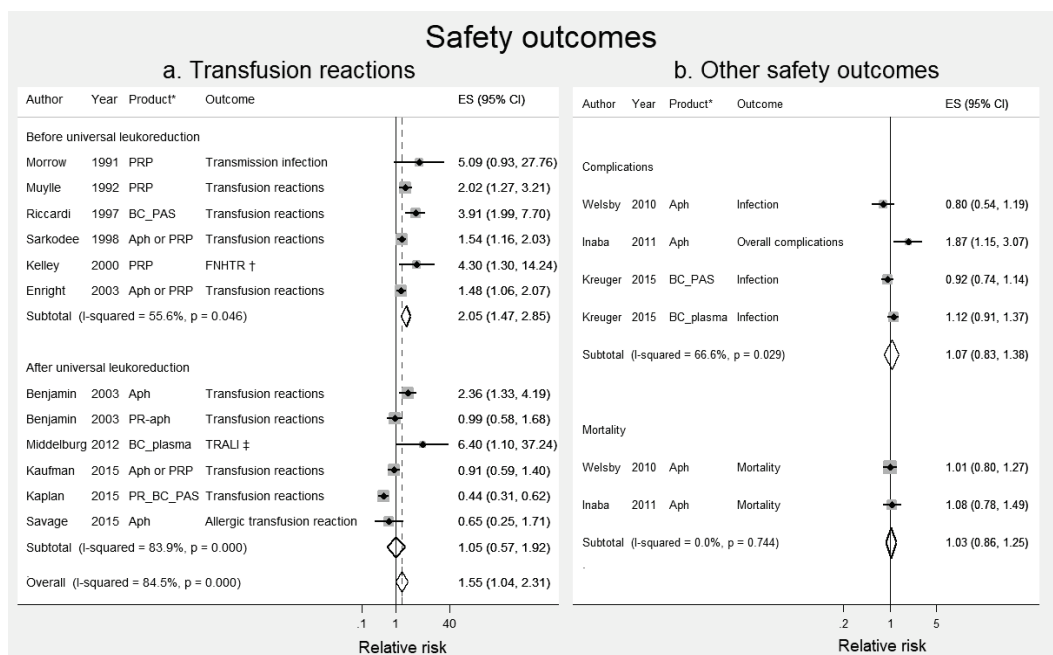 Safety outcomes
a. Transfusion reactions
Author Year Product* Outcome ES (95% CI)
Before universal leukoreduction
Morrow 1991 PRP Transmission infection 5.09 (0.93, 27.76)
Muylle 1992 PRP Transfusion reactions 2.02 (1.27, 3.21)
Riccardi 1997 BC_PAS Transfusion reactions 3.91 (1.99, 7.70)
Sarkodee 1998 Aph or PRP Transfusion reactions 1.54 (1.16, 2.03)
Kelley 2000 PRP FNHTR † 4.30 (1.30, 14.24)
Enright 2003 Aph or PRP Transfusion reactions 1.48 (1.06, 2.07)
Subtotal (I-squared = 55.6%, p = 0.046) 2.05 (1.47, 2.85)
After universal leukoreduction
Benjamin 2003 Aph Transfusion reactions 2.36 (1.33, 4.19)
Benjamin 2003 PR-aph Transfusion reactions 0.99 (0.58, 1.68)
Middelburg 2012 BC_plasma TRALI ‡ 6.40 (1.10, 37.24)
Kaufman 2015 Aph or PRP Transfusion reactions 0.91 (0.59, 1.40)
Kaplan 2015 PR_BC_PAS Transfusion reactions 0.44 (0.31, 0.62)
Savage 2015 Aph Allergic transfusion reaction 0.65 (0.25, 1.71)
Subtotal (I-squared = 83.9%, p = 0.000) 1.05 (0.57, 1.92)
Overall (I-squared = 84.5%, p = 0.000) 1.55 (1.04, 2.31)
.1 1 40
Relative risk
b. Other safety outcomes
Author Year Product* Outcome ES (95% CI)
Complications
Welsby 2010 Aph Infection 0.80 (0.54, 1.19)
Inaba 2011 Aph Overall complications 1.87 (1.15, 3.07)
Kreuger 2015 BC_PAS Infection 0.92 (0.74, 1.14)
Kreuger 2015 BC_plasma Infection 1.12 (0.91, 1.37)
Subtotal (I-squared = 66.6%, p = 0.029) 1.07 (0.83, 1.38)
Mortality
Welsby 2010 Aph Mortality 1.01 (0.80, 1.27)
Inaba 2011 Aph Mortality 1.08 (0.78, 1.49)
Subtotal (I-squared = 0.0%, p = 0.744) 1.03 (0.86, 1.25)
.
.2 1 5
Relative risk